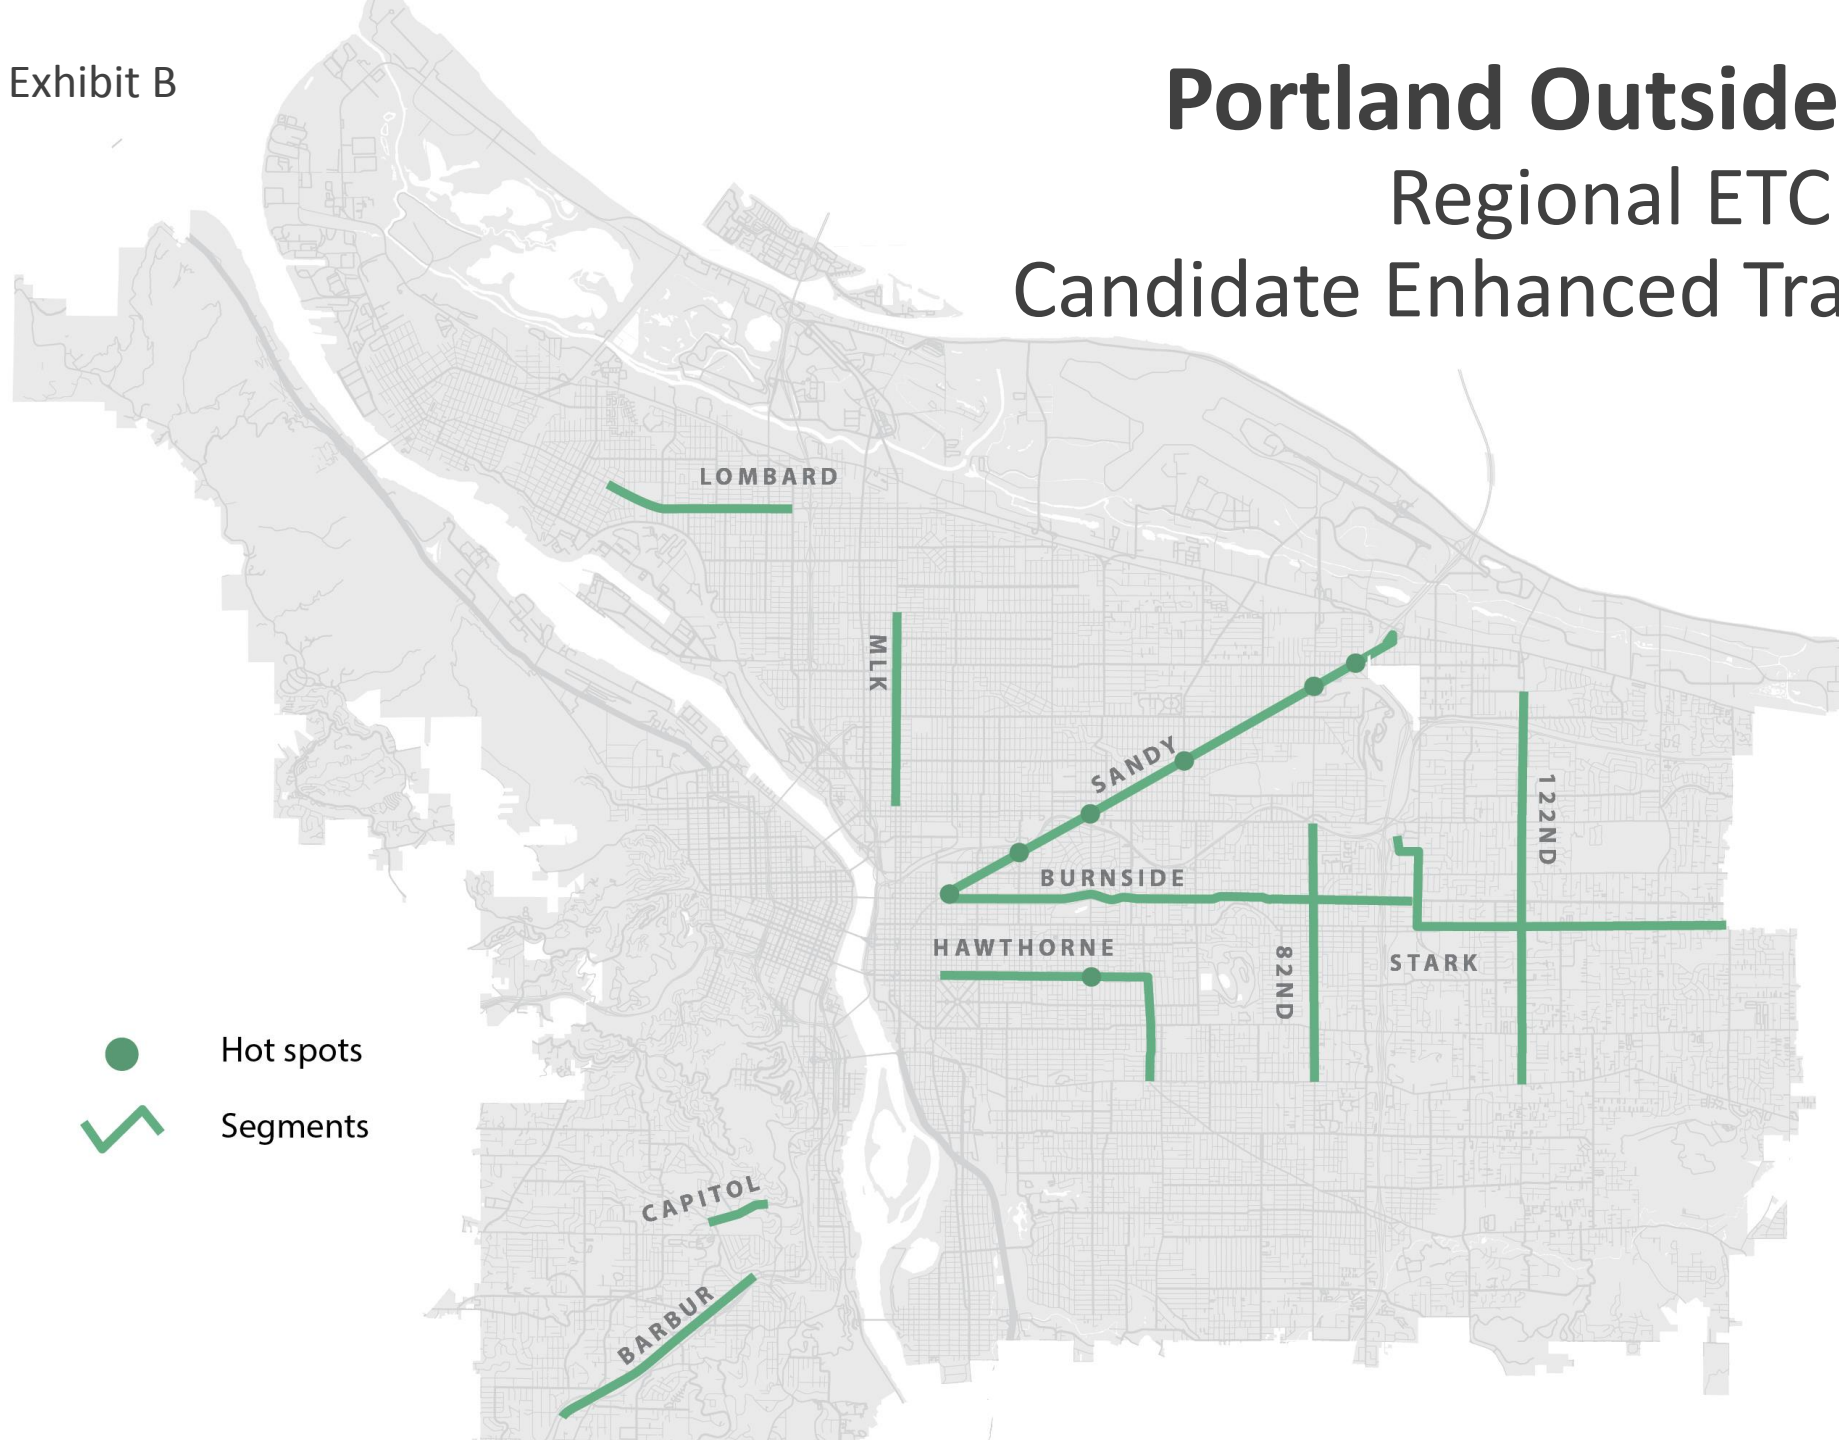 Exhibit B
Portland Outside
Regional ETC
Candidate Enhanced Tra
LOMBARD
MLK
SANDY
122ND
BURNSIDE
HAWTHORNE
82ND
STARK
Hot spots
Segments
CAPITOL
BARBUR